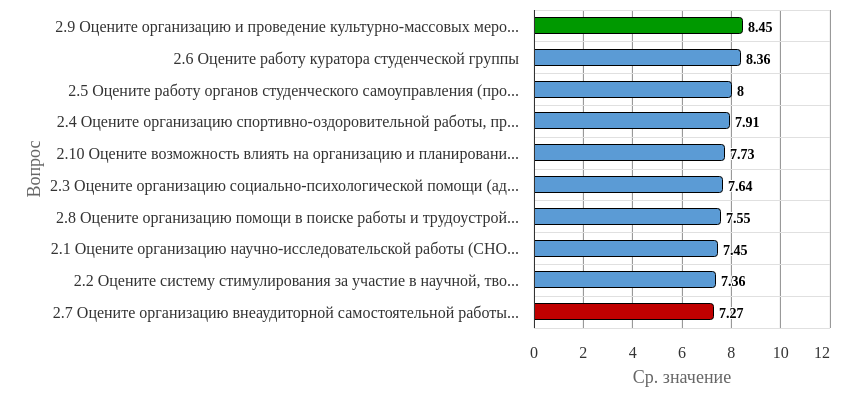 2.9 Оцените организацию и проведение культурно-массовых меро... 8.45
2.6 Оцените работу куратора студенческой группы 8.36
2.5 Оцените работу органов студенческого самоуправления (про... 8
2.4 Оцените организацию спортивно-оздоровительной работы, пр... 7.91
2.10 Оцените возможность влиять на организацию и планировани... 7.73
2.3 Оцените организацию социально-психологической помощи (ад... 7.64
2.8 Оцените организацию помощи в поиске работы и трудоустрой... 7.55
2.1 Оцените организацию научно-исследовательской работы (СНО... 7.45
2.2 Оцените систему стимулирования за участие в научной, тво... 7.36
2.7 Оцените организацию внеаудиторной самостоятельной работы... 7.27
Вопрос
0 2 4 6 8 10 12
Ср. значение